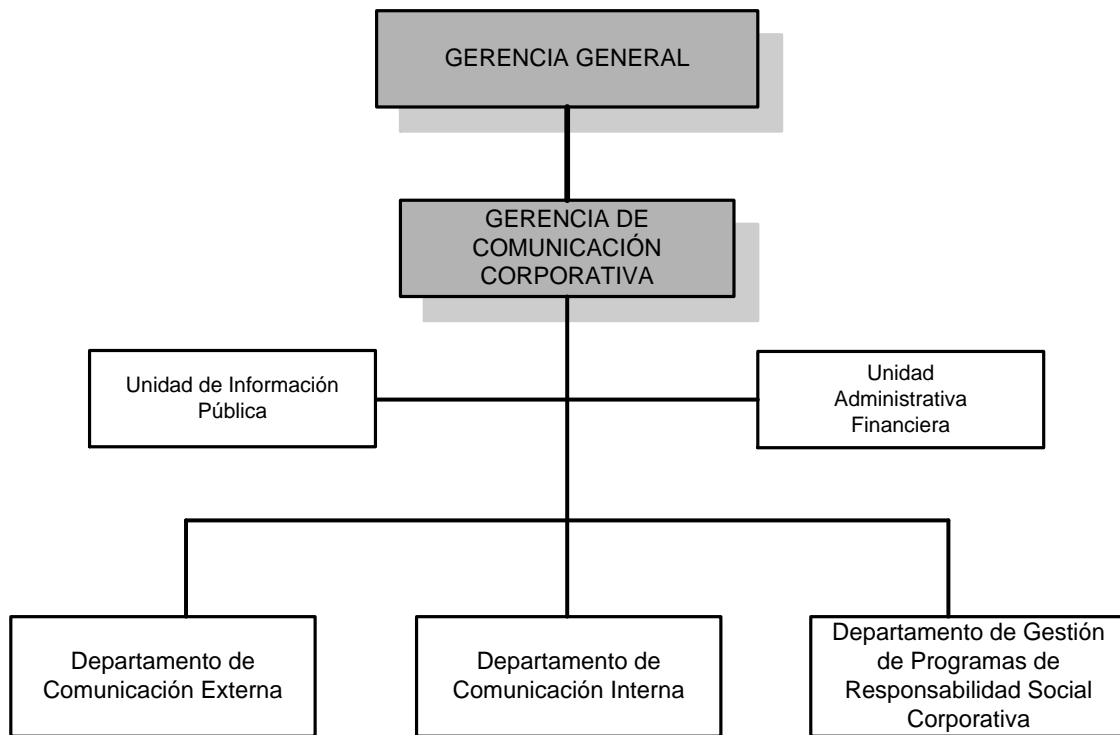 GERENCIA GENERAL
GERENCIA DE
COMUNICACIÓN
CORPORATIVA
Unidad de Información
Pública
Unidad
Administrativa
Financiera
Departamento de
Comunicación Externa
Departamento de
Comunicación Interna
Departamento de Gestión
de Programas de
Responsabilidad Social
Corporativa